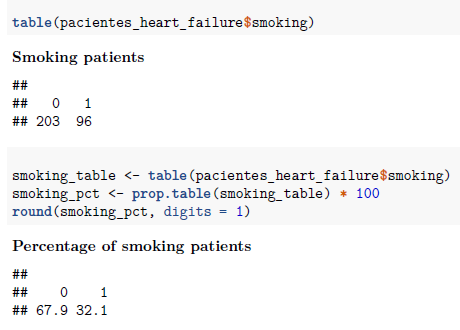 table(pacientes_heart_failure$smoking)
Smoking patients
##
##   0   1
## 203  96
smoking_table <- table(pacientes_heart_failure$smoking)
smoking_pct <- prop.table(smoking_table) * 100
round(smoking_pct, digits = 1)
Percentage of smoking patients
##
##    0    1
## 67.9 32.1